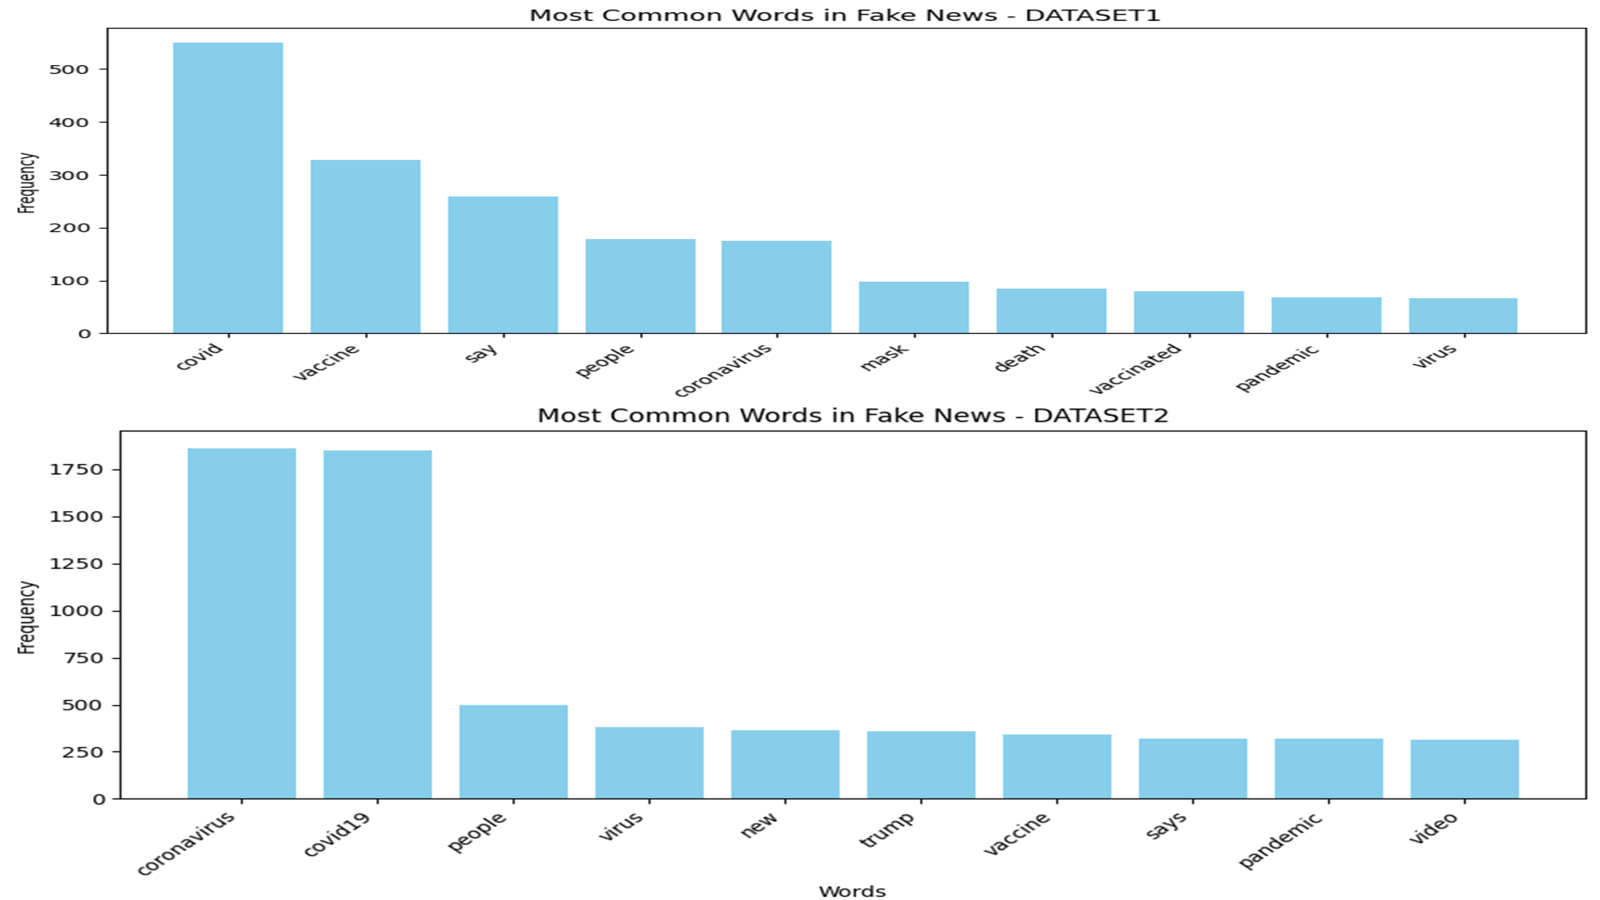 Most Common Words in Fake News - DATASET1
500
400
300
200
100
0
Frequency
covid
vaccine
say
people
coronavirus
mask
death
vaccinated
pandemic
virus
Most Common Words in Fake News - DATASET2
1750
1500
1250
1000
750
500
250
0
Frequency
coronavirus
covid19
people
virus
new
trump
vaccine
says
pandemic
video
Words